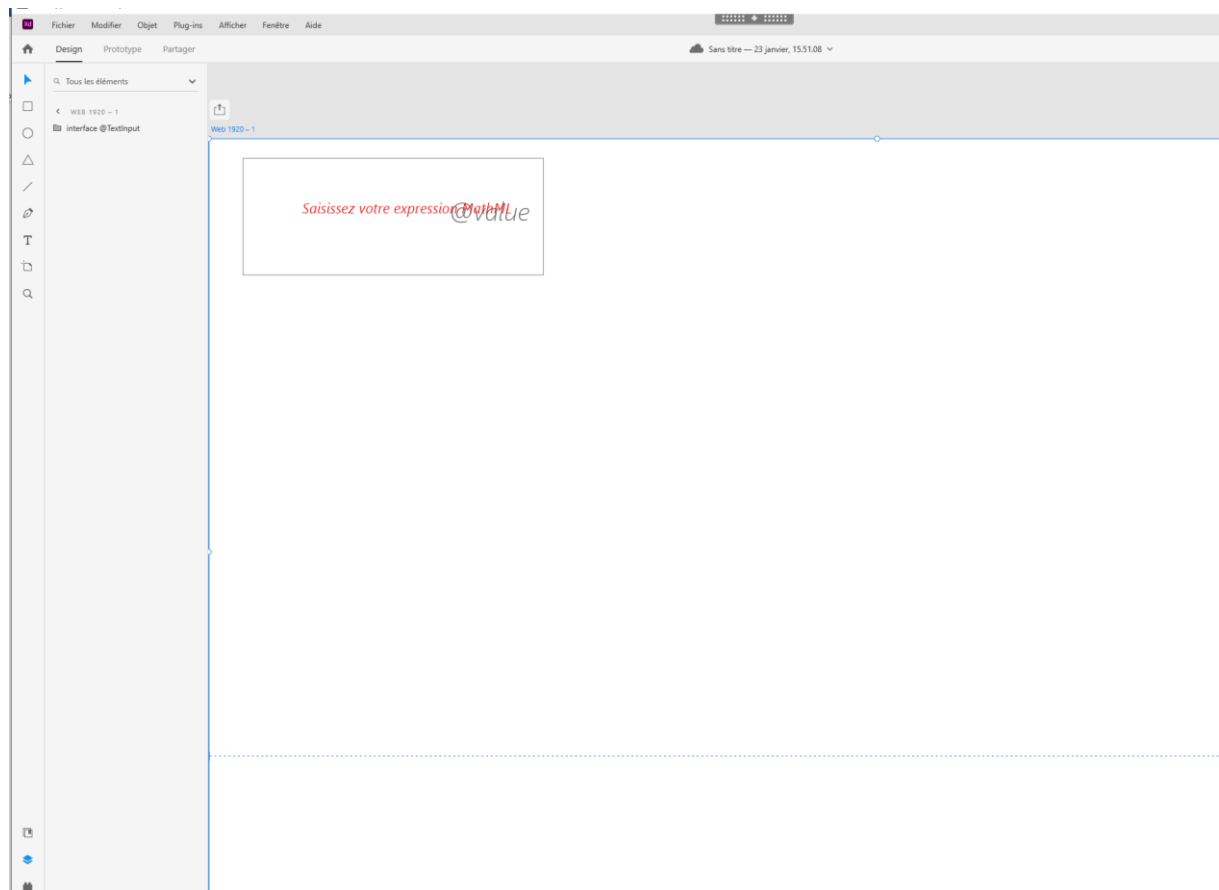 Xd Fichier Modifier Objet Plug-ins Afficher Fenêtre Aide
Design Prototype Partager Sans titre — 23 janvier, 15.51.08
Tous les éléments
WEB 1920 – 1
interface @TextInput
Web 1920 – 1
Saisissez votre expression MathML
@value
T